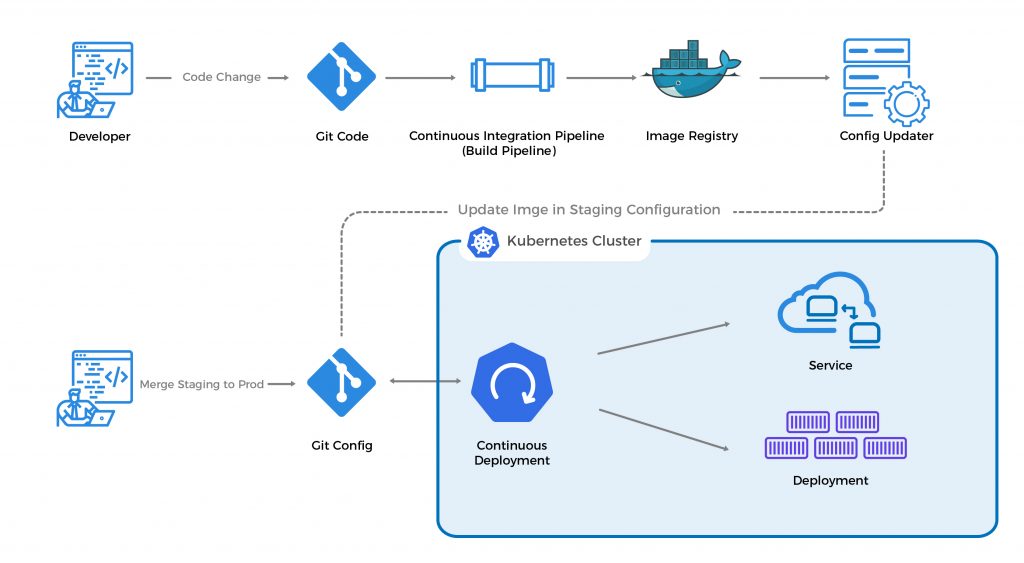 Code Change
Developer
Git Code
Continuous Integration Pipeline
(Build Pipeline)
Image Registry
Config Updater
Update Imge in Staging Configuration
Kubernetes Cluster
Merge Staging to Prod
Git Config
Continuous
Deployment
Service
Deployment